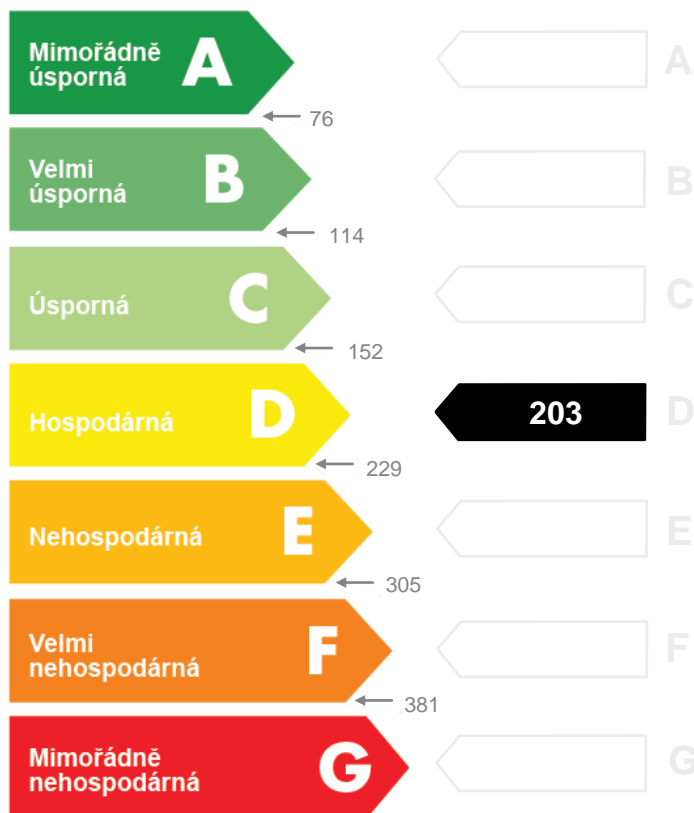 Mimořádně
úsporná
A
A
76
Velmi
úsporná
B
B
114
Úsporná
C
C
152
Hospodárná
D
203
D
229
Nehospodárná
E
E
305
Velmi
nehospodárná
F
F
381
Mimořádně
nehospodárná
G
G